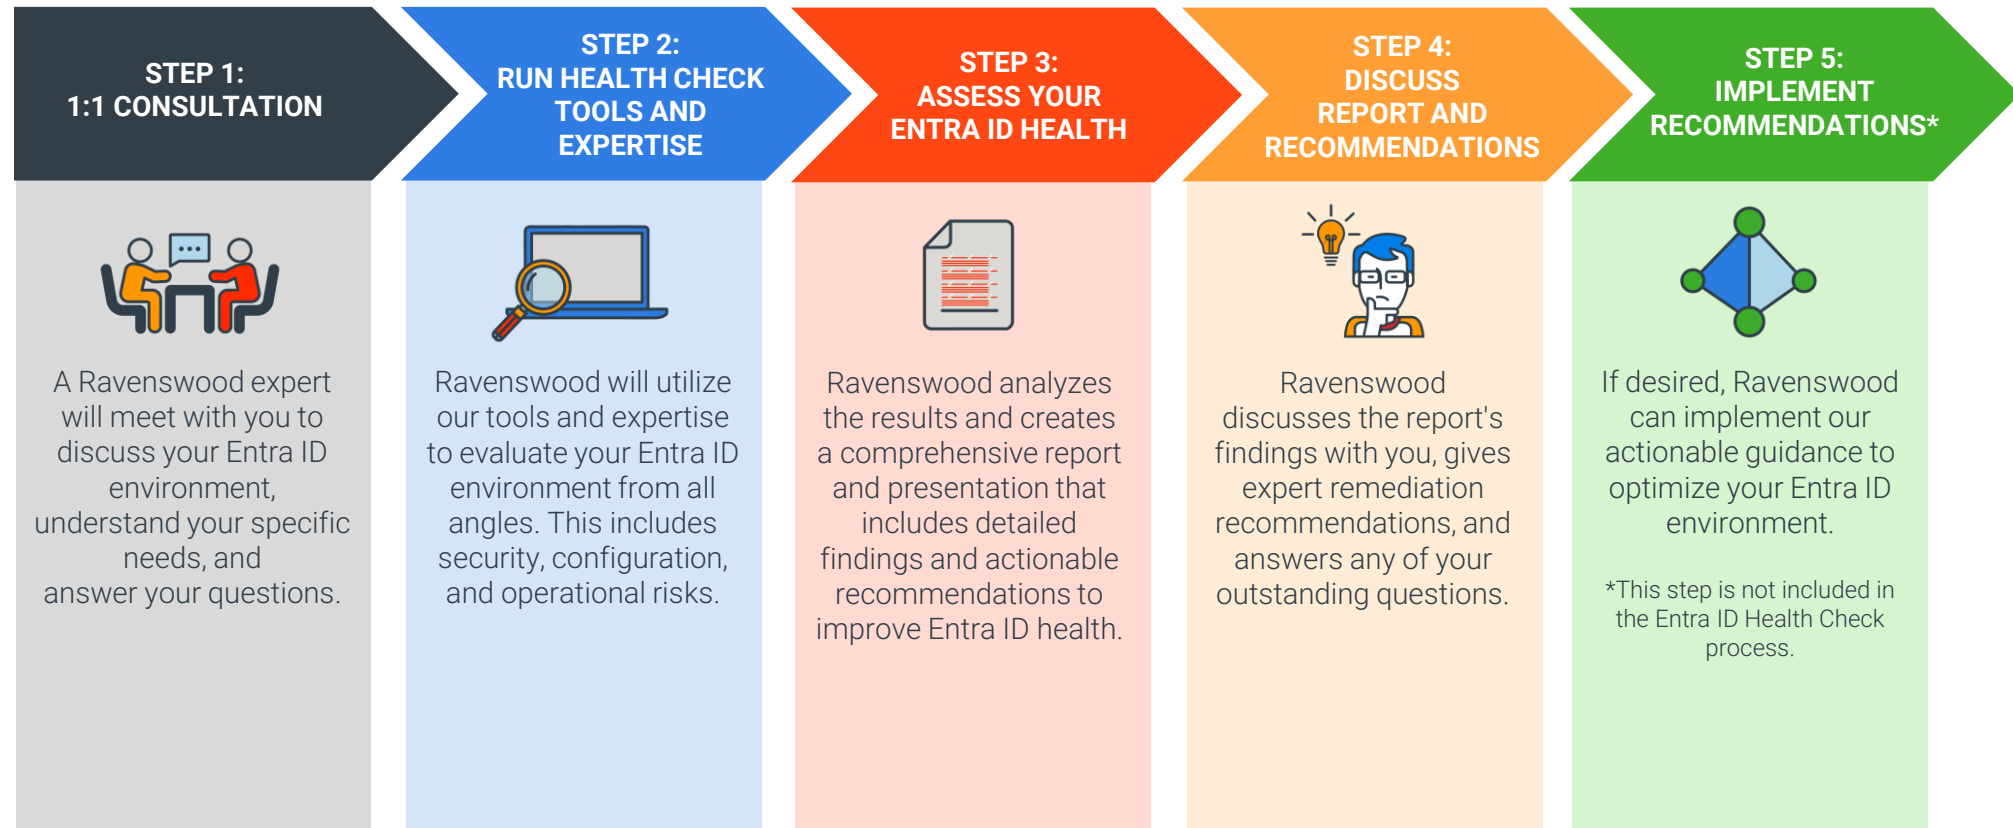 STEP 1:
1:1 CONSULTATION
A Ravenswood expert
will meet with you to
discuss your Entra ID
environment,
understand your specific
needs, and
answer your questions.
STEP 2:
RUN HEALTH CHECK
TOOLS AND
EXPERTISE
Ravenswood will utilize
our tools and expertise
to evaluate your Entra ID
environment from all
angles. This includes
security, configuration,
and operational risks.
STEP 3:
ASSESS YOUR
ENTRA ID HEALTH
Ravenswood analyzes
the results and creates
a comprehensive report
and presentation that
includes detailed
findings and actionable
recommendations to
improve Entra ID health.
STEP 4:
DISCUSS
REPORT AND
RECOMMENDATIONS
Ravenswood
discusses the report's
findings with you, gives
expert remediation
recommendations, and
answers any of your
outstanding questions.
STEP 5:
IMPLEMENT
RECOMMENDATIONS*
If desired, Ravenswood
can implement our
actionable guidance to
optimize your Entra ID
environment.
*This step is not included in
the Entra ID Health Check
process.